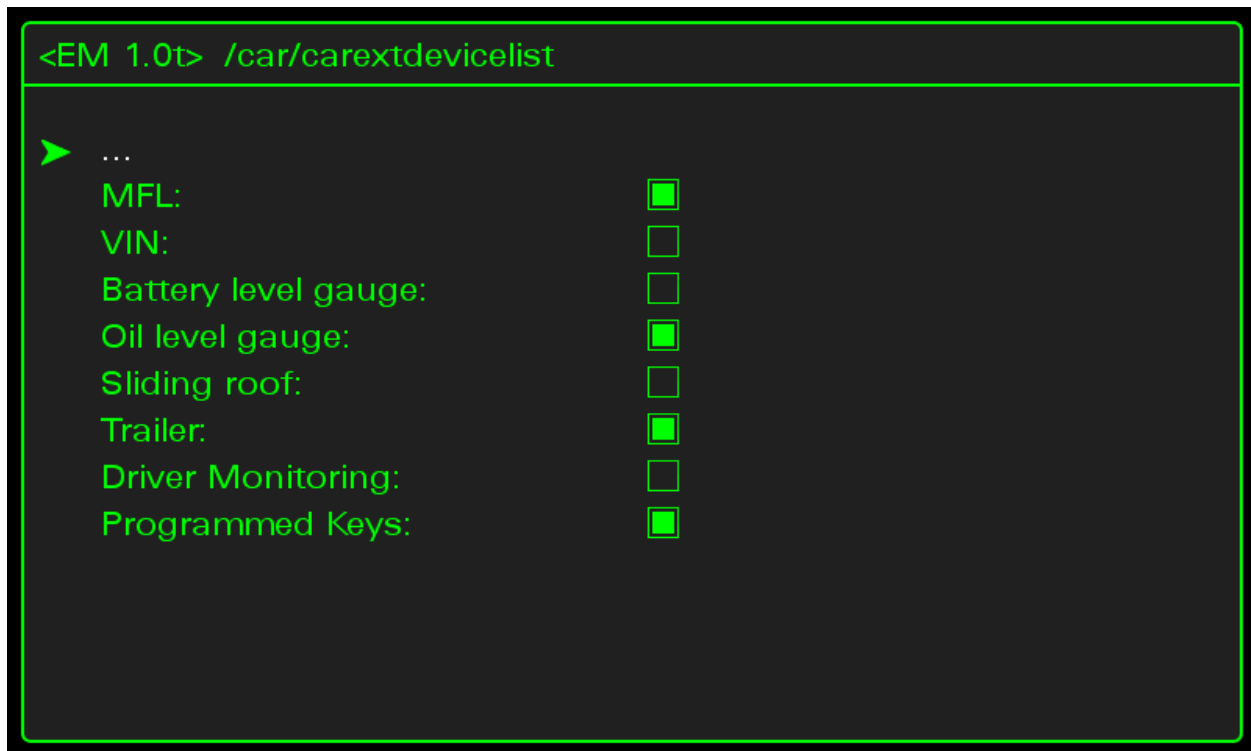 <EM 1.0t> /car/carextdevicelist
...
MFL:
VIN:
Battery level gauge:
Oil level gauge:
Sliding roof:
Trailer:
Driver Monitoring:
Programmed Keys: